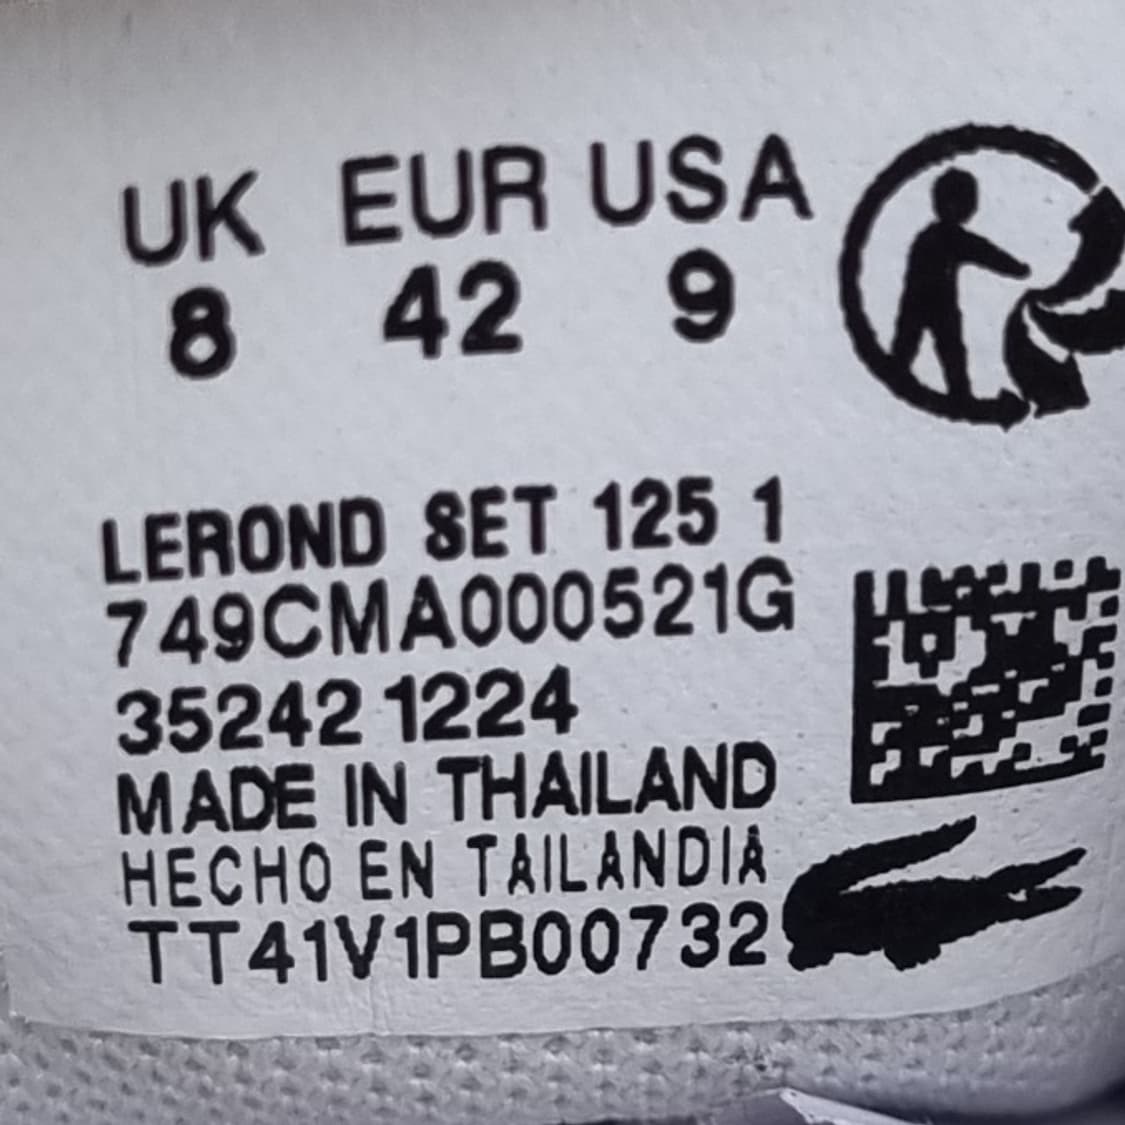 UK EUR USA
8 42 9
LEROND SET 125 1
749CMA000521G
35242 1224
MADE IN THAILAND
HECHO EN TAILANDIA
TT41V1PB00732